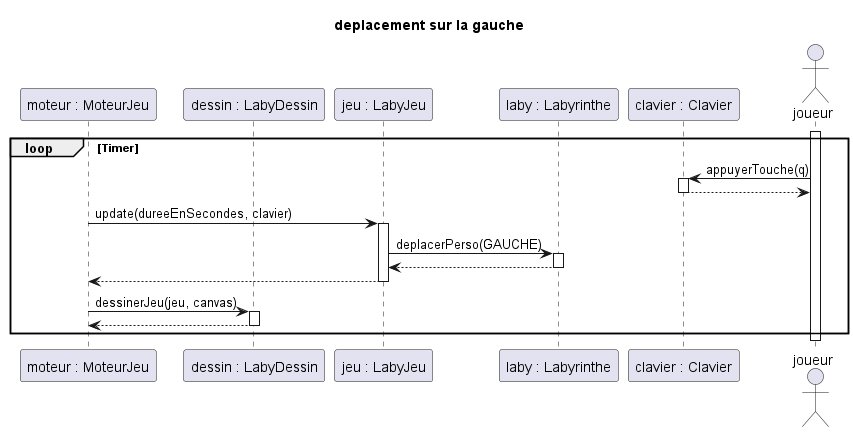 deplacement sur la gauche
joueur
moteur : MoteurJeu
dessin : LabyDessin
jeu : LabyJeu
laby : Labyrinthe
clavier : Clavier
loop
[Timer]
appuyerTouche(q)
update(dureeEnSecondes, clavier)
deplacerPerso(GAUCHE)
dessinerJeu(jeu, canvas)
moteur : MoteurJeu
dessin : LabyDessin
jeu : LabyJeu
laby : Labyrinthe
clavier : Clavier
joueur